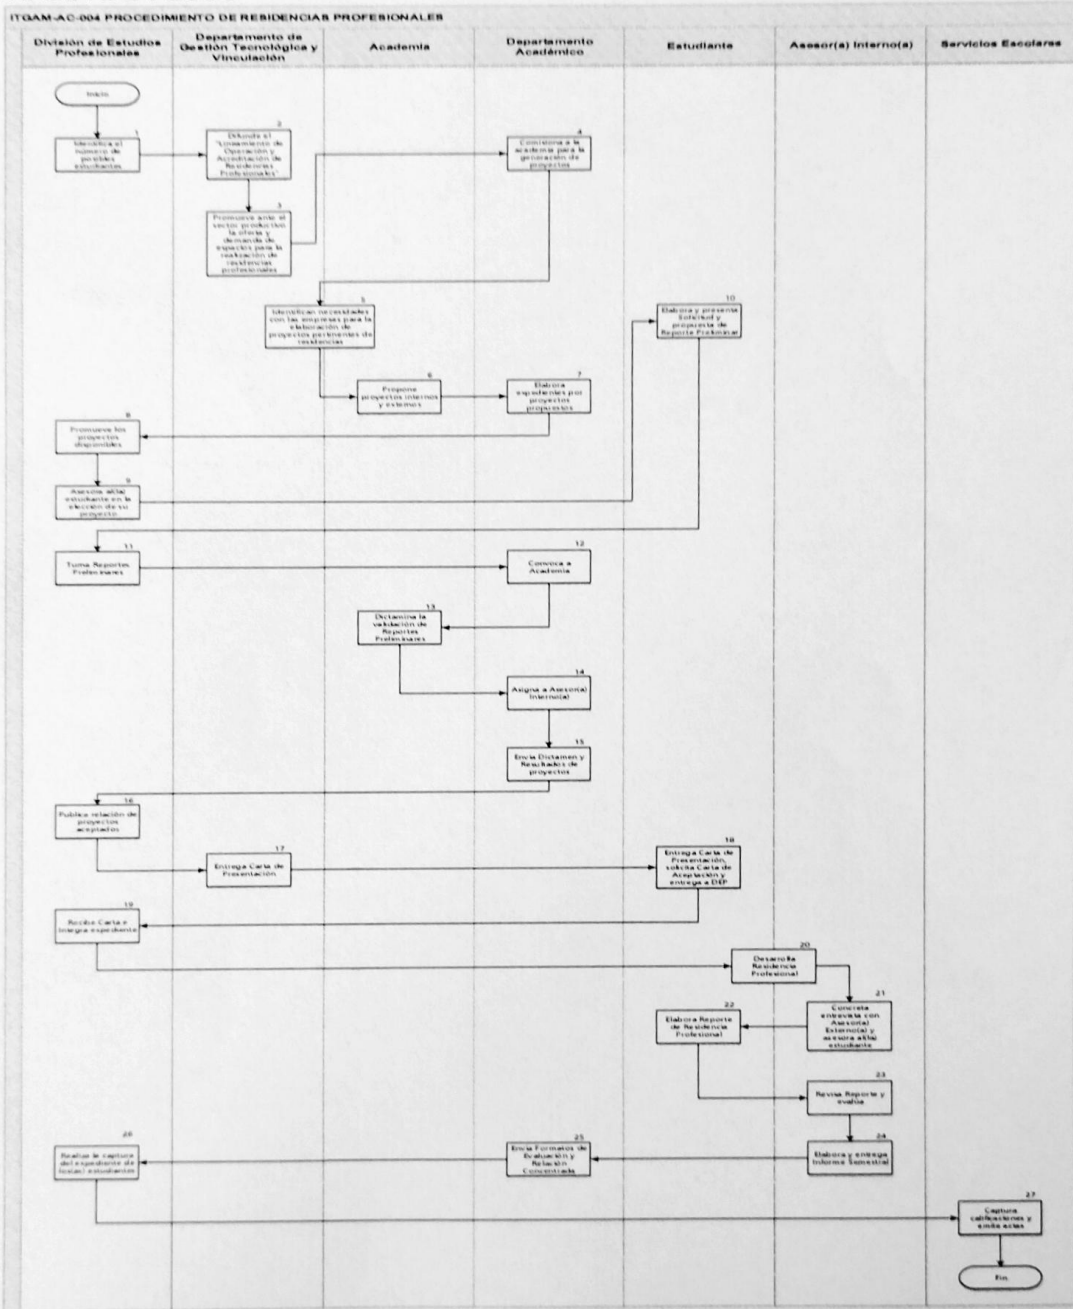 ITGAM-AC-004 PROCEDIMIENTO DE RESIDENCIAS PROFESIONALES
División de Estudios
Profesionales
Departamento de
Gestión Tecnológica y
Vinculación
Academia
Departamento
Académico
Estudiante
Asesor(a) Interno(a)
Servicios Escolares
Inicio
1
Identifica el
número de
posibles
estudiantes
2
Difunde el
"Lineamiento de
Operación y
Acreditación de
Residencias
Profesionales"
3
Promueve ante el
sector productivo
la oferta y
demanda de
espacios para la
realización de
residencias
profesionales
4
Comisiona a la
academia para la
generación de
proyectos
5
Identifican necesidades
con las empresas para la
elaboración de
proyectos pertinentes de
residencias
6
Propone
proyectos internos
y externos
7
Elabora
expedientes por
proyectos
propuestos
8
Promueve los
proyectos
disponibles
9
Asesora al(la)
estudiante en la
elección de su
proyecto
10
Elabora y presenta
Solicitud y
propuesta de
Reporte Preliminar
11
Turna Reportes
Preliminares
12
Convoca a
Academia
13
Dictamina la
validación de
Reportes
Preliminares
14
Asigna a Asesor(a)
Interno(a)
15
Envía Dictamen y
Resultados de
proyectos
16
Publica relación de
proyectos
aceptados
17
Entrega Carta de
Presentación
18
Entrega Carta de
Presentación,
solicita Carta de
Aceptación y
entrega a DEP
19
Recibe Carta e
Integra expediente
20
Desarrolla
Residencia
Profesional
21
Concreta
entrevista con
Asesor(a)
Externo(a) y
asesora al(la)
estudiante
22
Elabora Reporte
de Residencia
Profesional
23
Revisa Reporte y
evalúa
24
Elabora y entrega
Informe Semestral
25
Envía Formatos de
Evaluación y
Relación
Concentrada
26
Realiza la captura
del expediente de
los(as) estudiantes
27
Captura
calificaciones y
emite actas
Fin